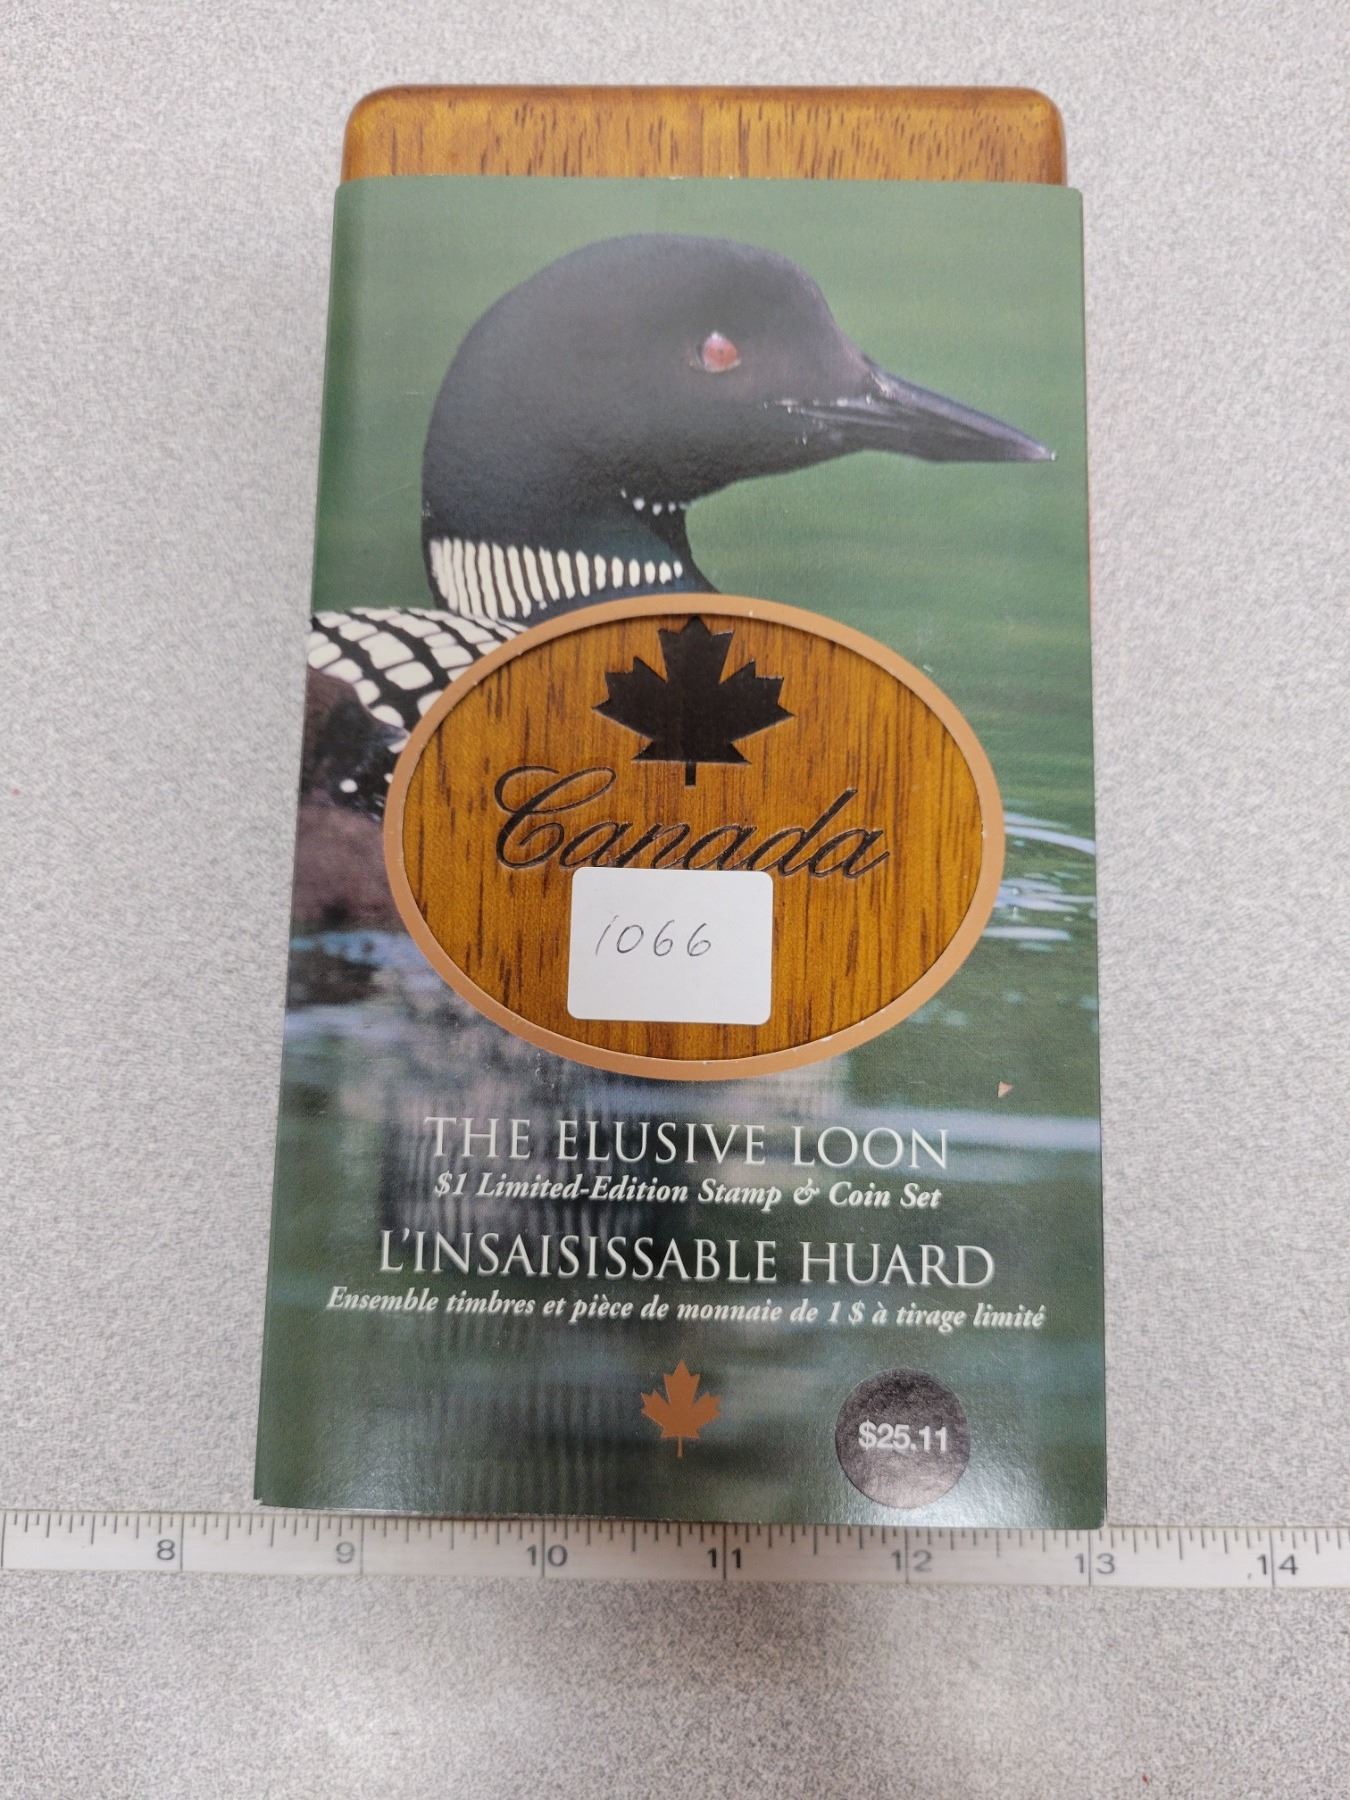 Canada
1066
THE ELUSIVE LOON
$1 Limited-Edition Stamp & Coin Set
L'INSAISISSABLE HUARD
Ensemble timbres et pièce de monnaie de 1 $ à tirage limité
$25.11
8 9 10 11 12 13 14